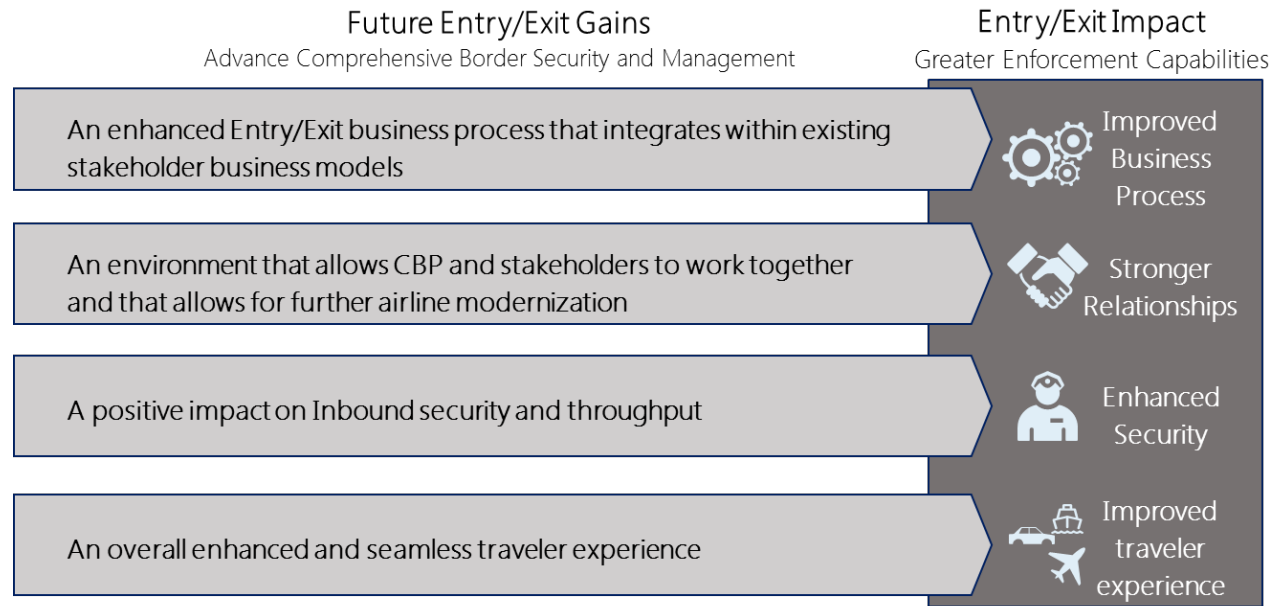 Future Entry/Exit Gains
Advance Comprehensive Border Security and Management
Entry/Exit Impact
Greater Enforcement Capabilities
An enhanced Entry/Exit business process that integrates within existing
stakeholder business models
Improved
Business
Process
An environment that allows CBP and stakeholders to work together
and that allows for further airline modernization
Stronger
Relationships
A positive impact on Inbound security and throughput
Enhanced
Security
An overall enhanced and seamless traveler experience
Improved
traveler
experience